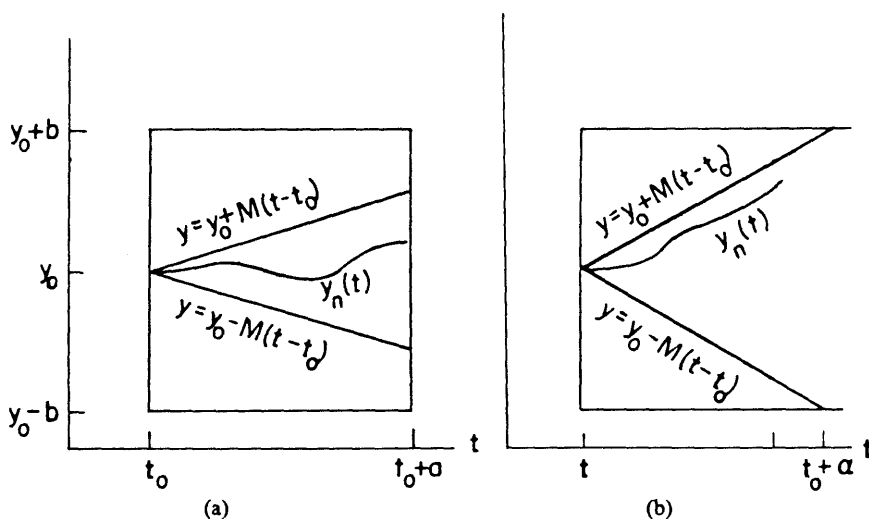 y₀+b
y=y₀+M(t-t₀)
y₀
yₙ(t)
y=y₀-M(t-t₀)
y₀-b
t
t₀
t₀+a
(a)
y=y₀+M(t-t₀)
yₙ(t)
y=y₀-M(t-t₀)
t
t
t₀+α
(b)